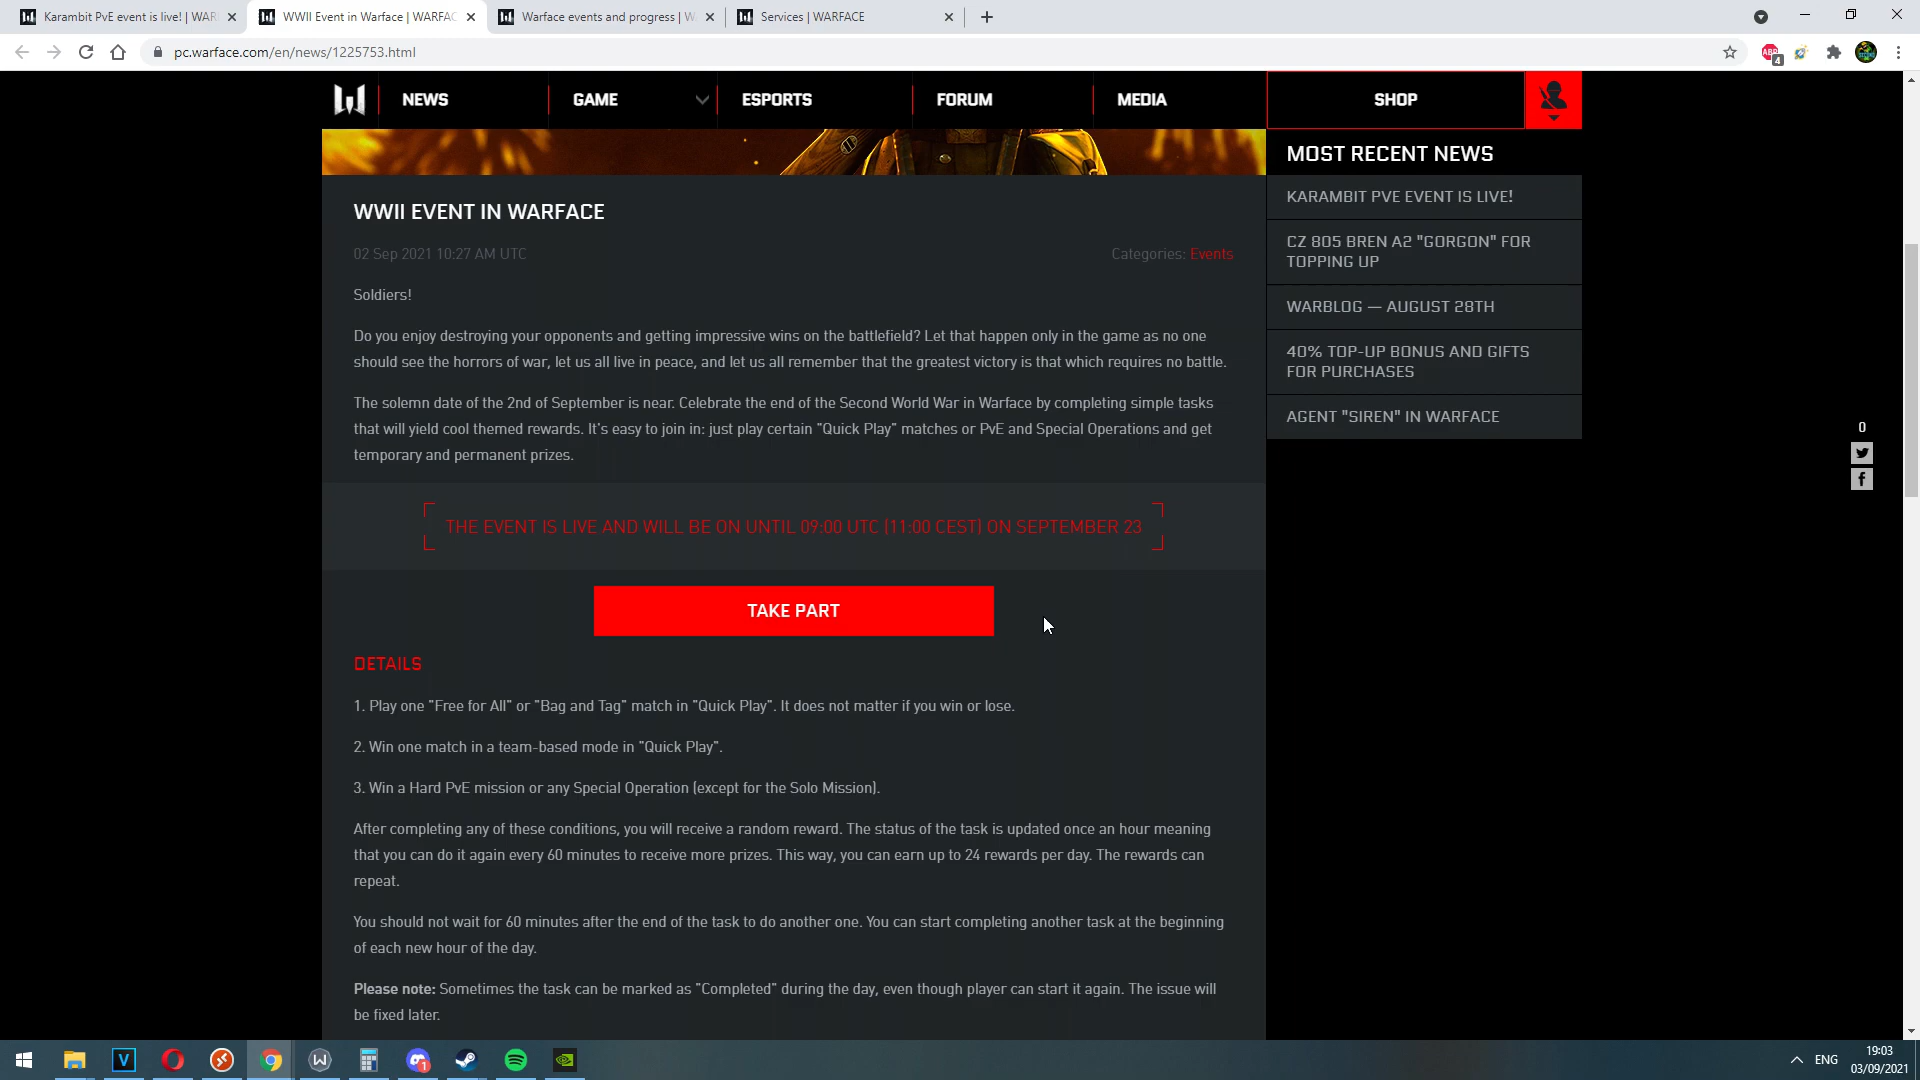 Karambit PvE event is live! | WAR
WWII Event in Warface | WARFAC
Warface events and progress | W
Services | WARFACE
pc.warface.com/en/news/1225753.html
ABP
4
NEWS
GAME
ESPORTS
FORUM
MEDIA
SHOP
MOST RECENT NEWS
KARAMBIT PVE EVENT IS LIVE!
CZ 805 BREN A2 "GORGON" FOR
TOPPING UP
WARBLOG — AUGUST 28TH
40% TOP-UP BONUS AND GIFTS
FOR PURCHASES
AGENT "SIREN" IN WARFACE
WWII EVENT IN WARFACE
02 Sep 2021 10:27 AM UTC
Categories: Events
Soldiers!
Do you enjoy destroying your opponents and getting impressive wins on the battlefield? Let that happen only in the game as no one
should see the horrors of war, let us all live in peace, and let us all remember that the greatest victory is that which requires no battle.
The solemn date of the 2nd of September is near. Celebrate the end of the Second World War in Warface by completing simple tasks
that will yield cool themed rewards. It's easy to join in: just play certain "Quick Play" matches or PvE and Special Operations and get
temporary and permanent prizes.
THE EVENT IS LIVE AND WILL BE ON UNTIL 09:00 UTC (11:00 CEST) ON SEPTEMBER 23
0
TAKE PART
DETAILS
1. Play one "Free for All" or "Bag and Tag" match in "Quick Play". It does not matter if you win or lose.
2. Win one match in a team-based mode in "Quick Play".
3. Win a Hard PvE mission or any Special Operation (except for the Solo Mission).
After completing any of these conditions, you will receive a random reward. The status of the task is updated once an hour meaning
that you can do it again every 60 minutes to receive more prizes. This way, you can earn up to 24 rewards per day. The rewards can
repeat.
You should not wait for 60 minutes after the end of the task to do another one. You can start completing another task at the beginning
of each new hour of the day.
Please note: Sometimes the task can be marked as "Completed" during the day, even though player can start it again. The issue will
be fixed later.
V
1
ENG
19:03
03/09/2021